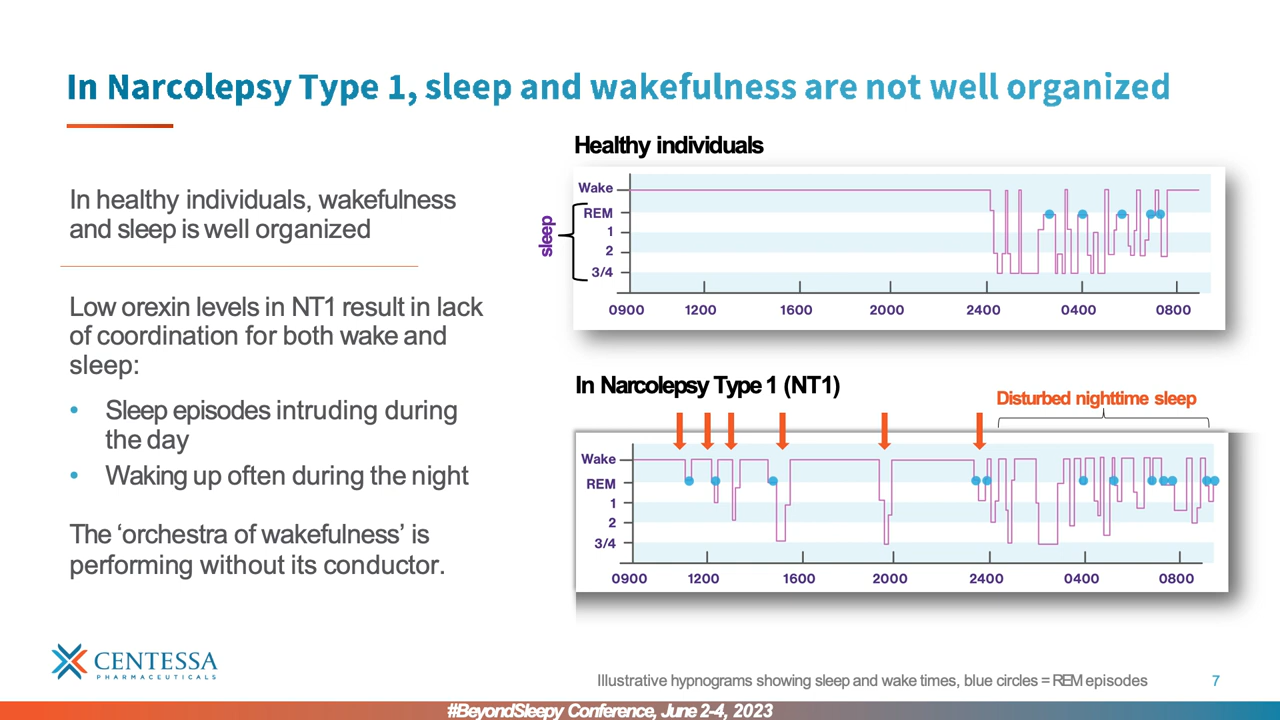 In Narcolepsy Type 1, sleep and wakefulness are not well organized
In healthy individuals, wakefulness
and sleep is well organized
Low orexin levels in NT1 result in lack
of coordination for both wake and
sleep:
• Sleep episodes intruding during
the day
• Waking up often during the night
The ‘orchestra of wakefulness’ is
performing without its conductor.
Healthy individuals
sleep
Wake
REM
1
2
3/4
0900 1200 1600 2000 2400 0400 0800
In Narcolepsy Type 1 (NT1)
Disturbed nighttime sleep
Wake
REM
1
2
3/4
0900 1200 1600 2000 2400 0400 0800
CENTESSA
PHARMACEUTICALS
Illustrative hypnograms showing sleep and wake times, blue circles = REM episodes
7
#BeyondSleepy Conference, June 2-4, 2023